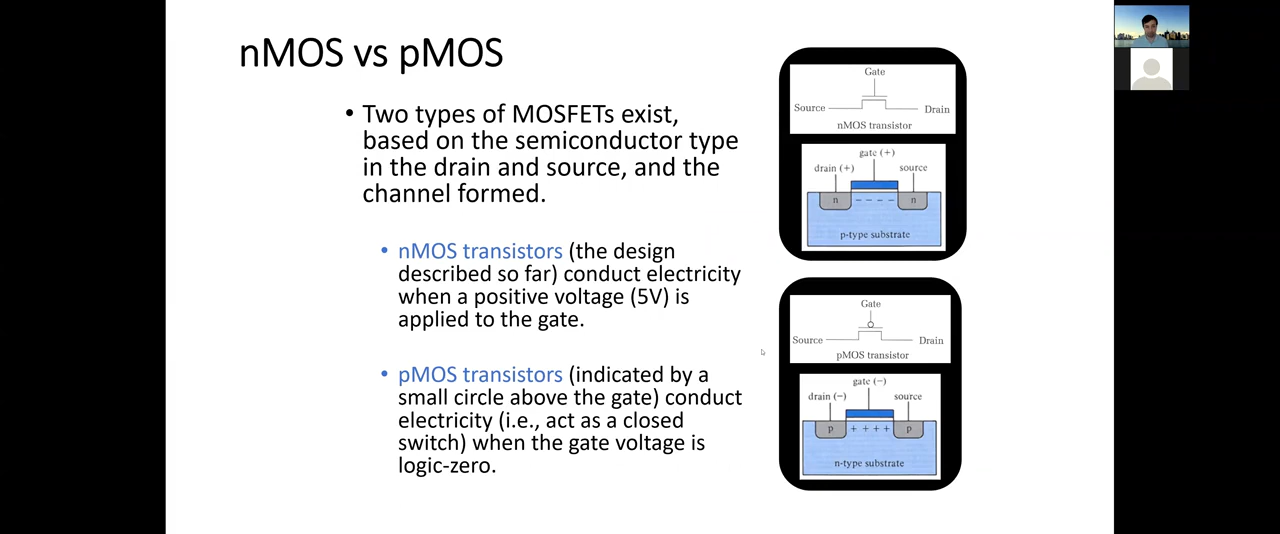 nMOS vs pMOS
• Two types of MOSFETs exist,
based on the semiconductor type
in the drain and source, and the
channel formed.
• nMOS transistors (the design
described so far) conduct electricity
when a positive voltage (5V) is
applied to the gate.
• pMOS transistors (indicated by a
small circle above the gate) conduct
electricity (i.e., act as a closed
switch) when the gate voltage is
logic-zero.
Gate
Source Drain
nMOS transistor
gate (+)
drain (+) source
n – – – – n
p-type substrate
Gate
Source Drain
pMOS transistor
gate (−)
drain (−) source
p + + + + p
n-type substrate